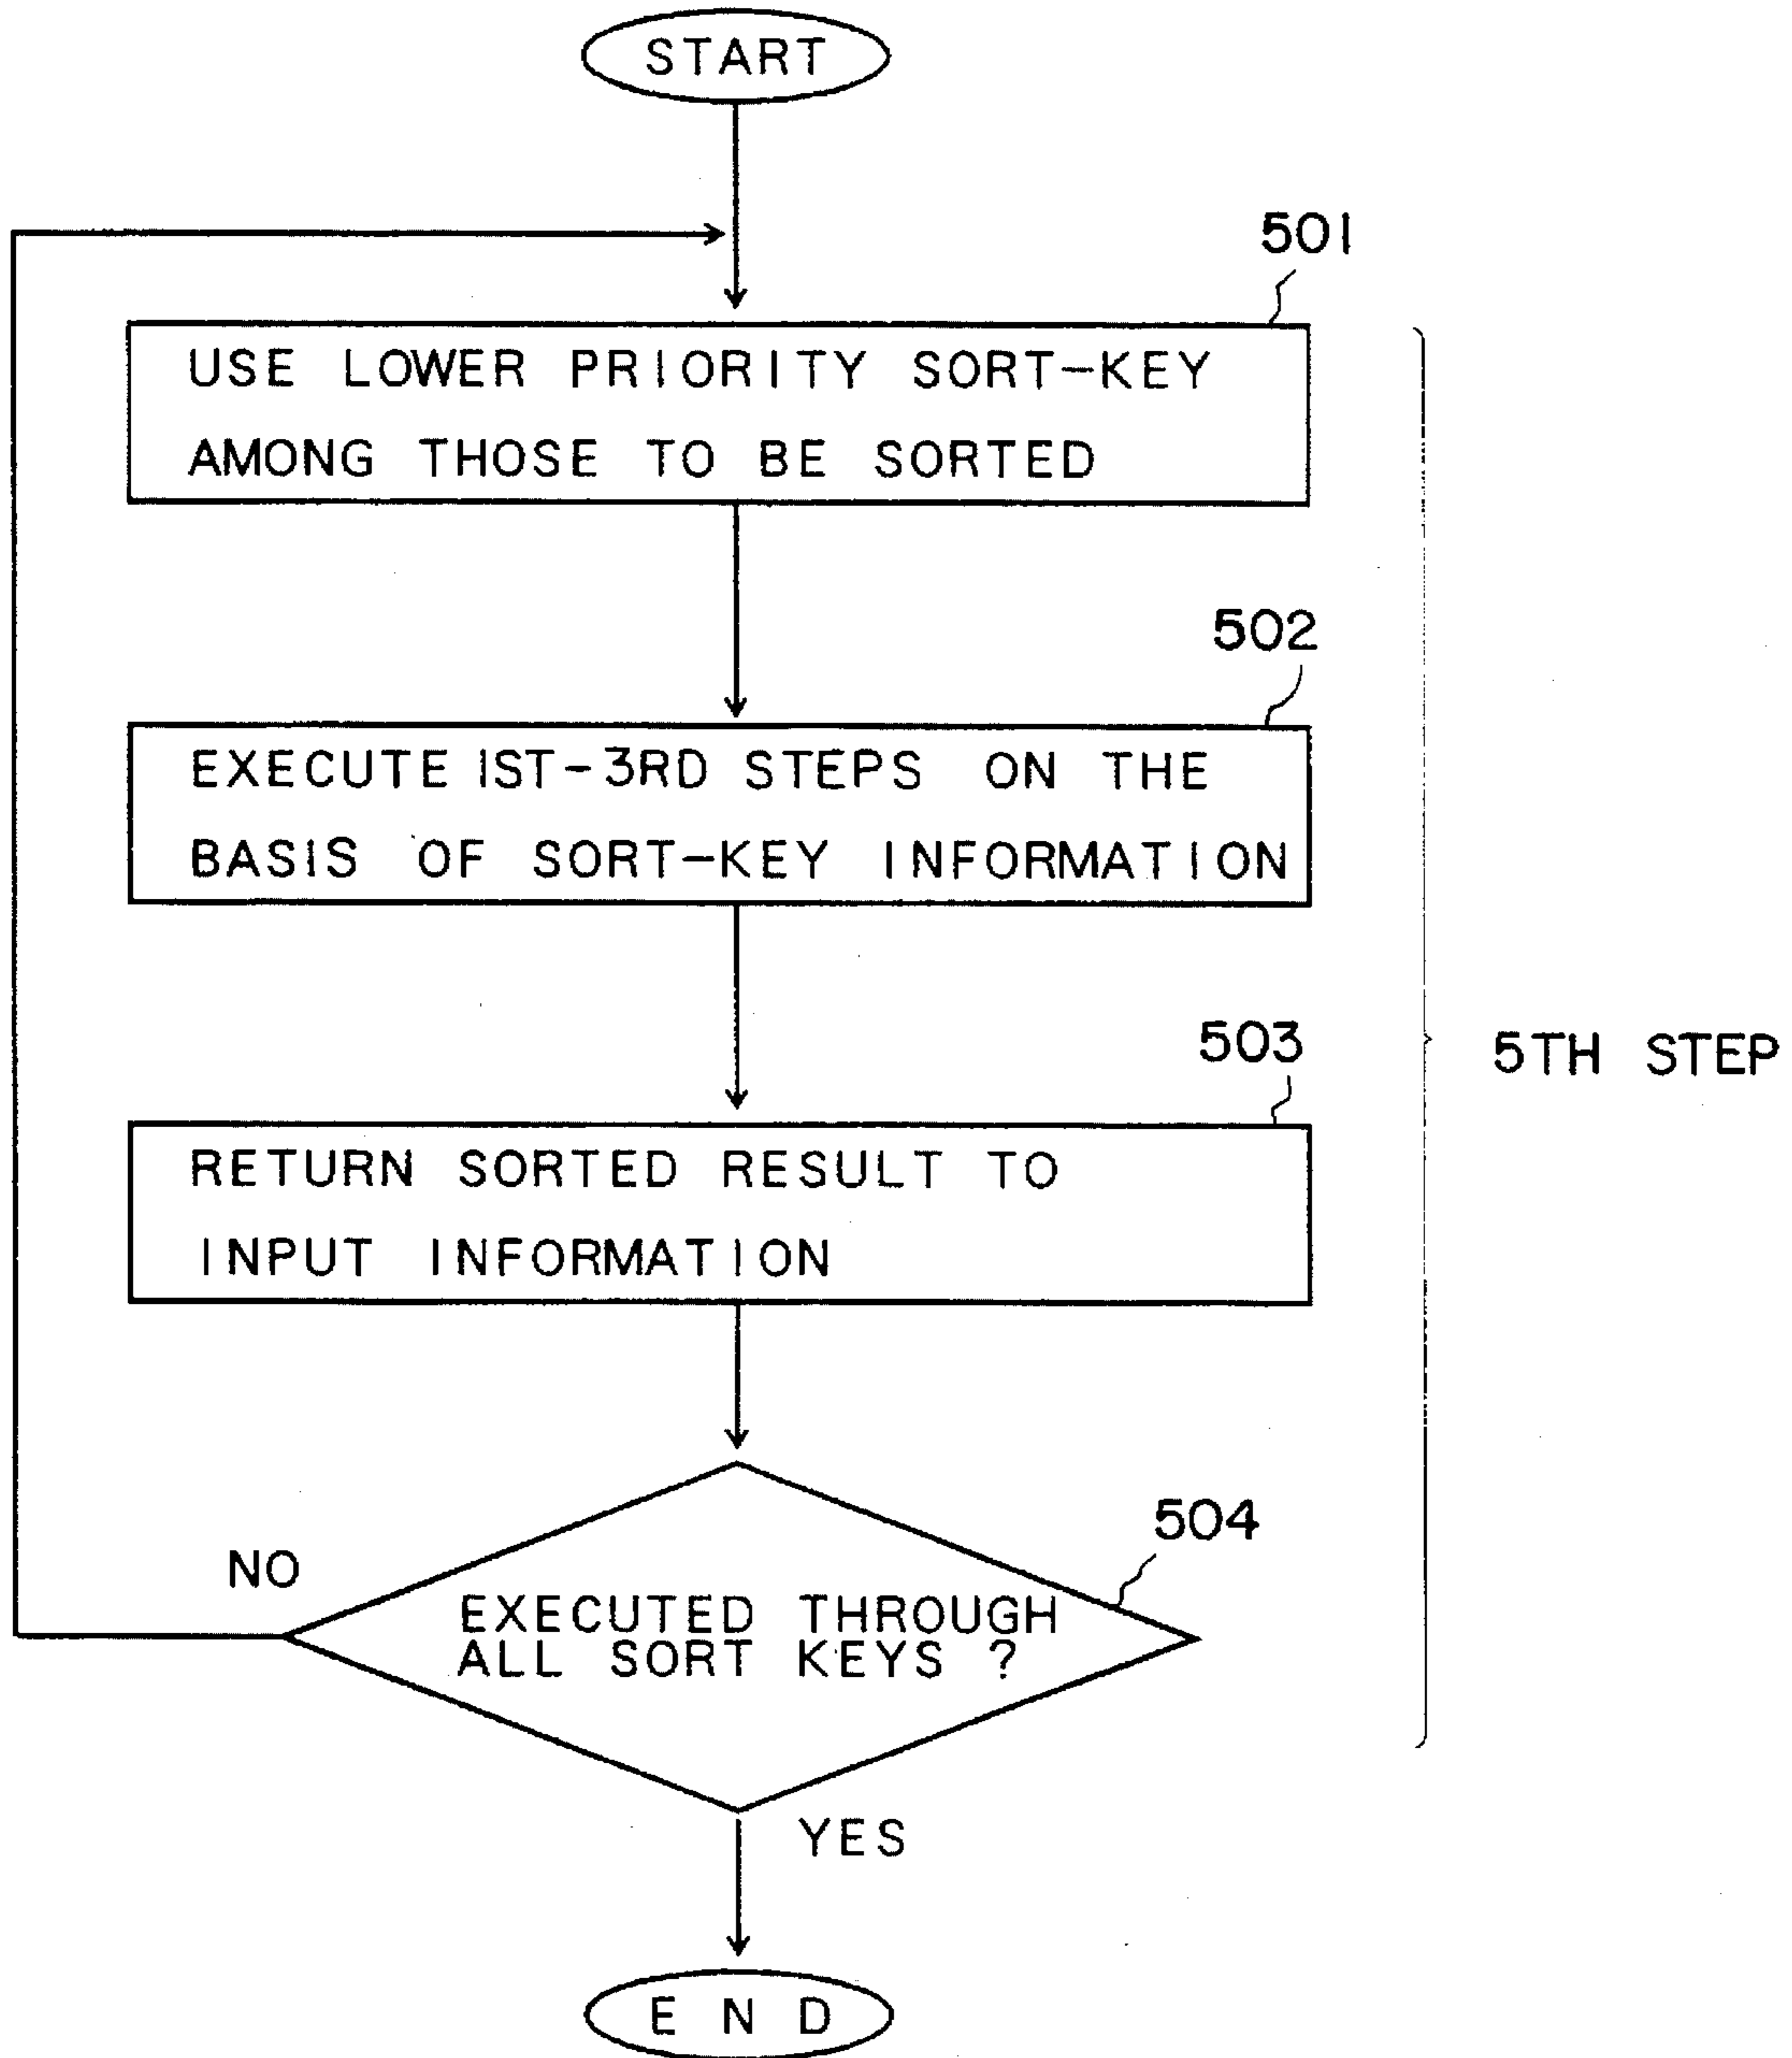 START
501
USE LOWER PRIORITY SORT-KEY
AMONG THOSE TO BE SORTED
502
EXECUTE 1ST-3RD STEPS ON THE
BASIS OF SORT-KEY INFORMATION
503
5TH STEP
RETURN SORTED RESULT TO
INPUT INFORMATION
504
NO
EXECUTED THROUGH
ALL SORT KEYS ?
YES
END